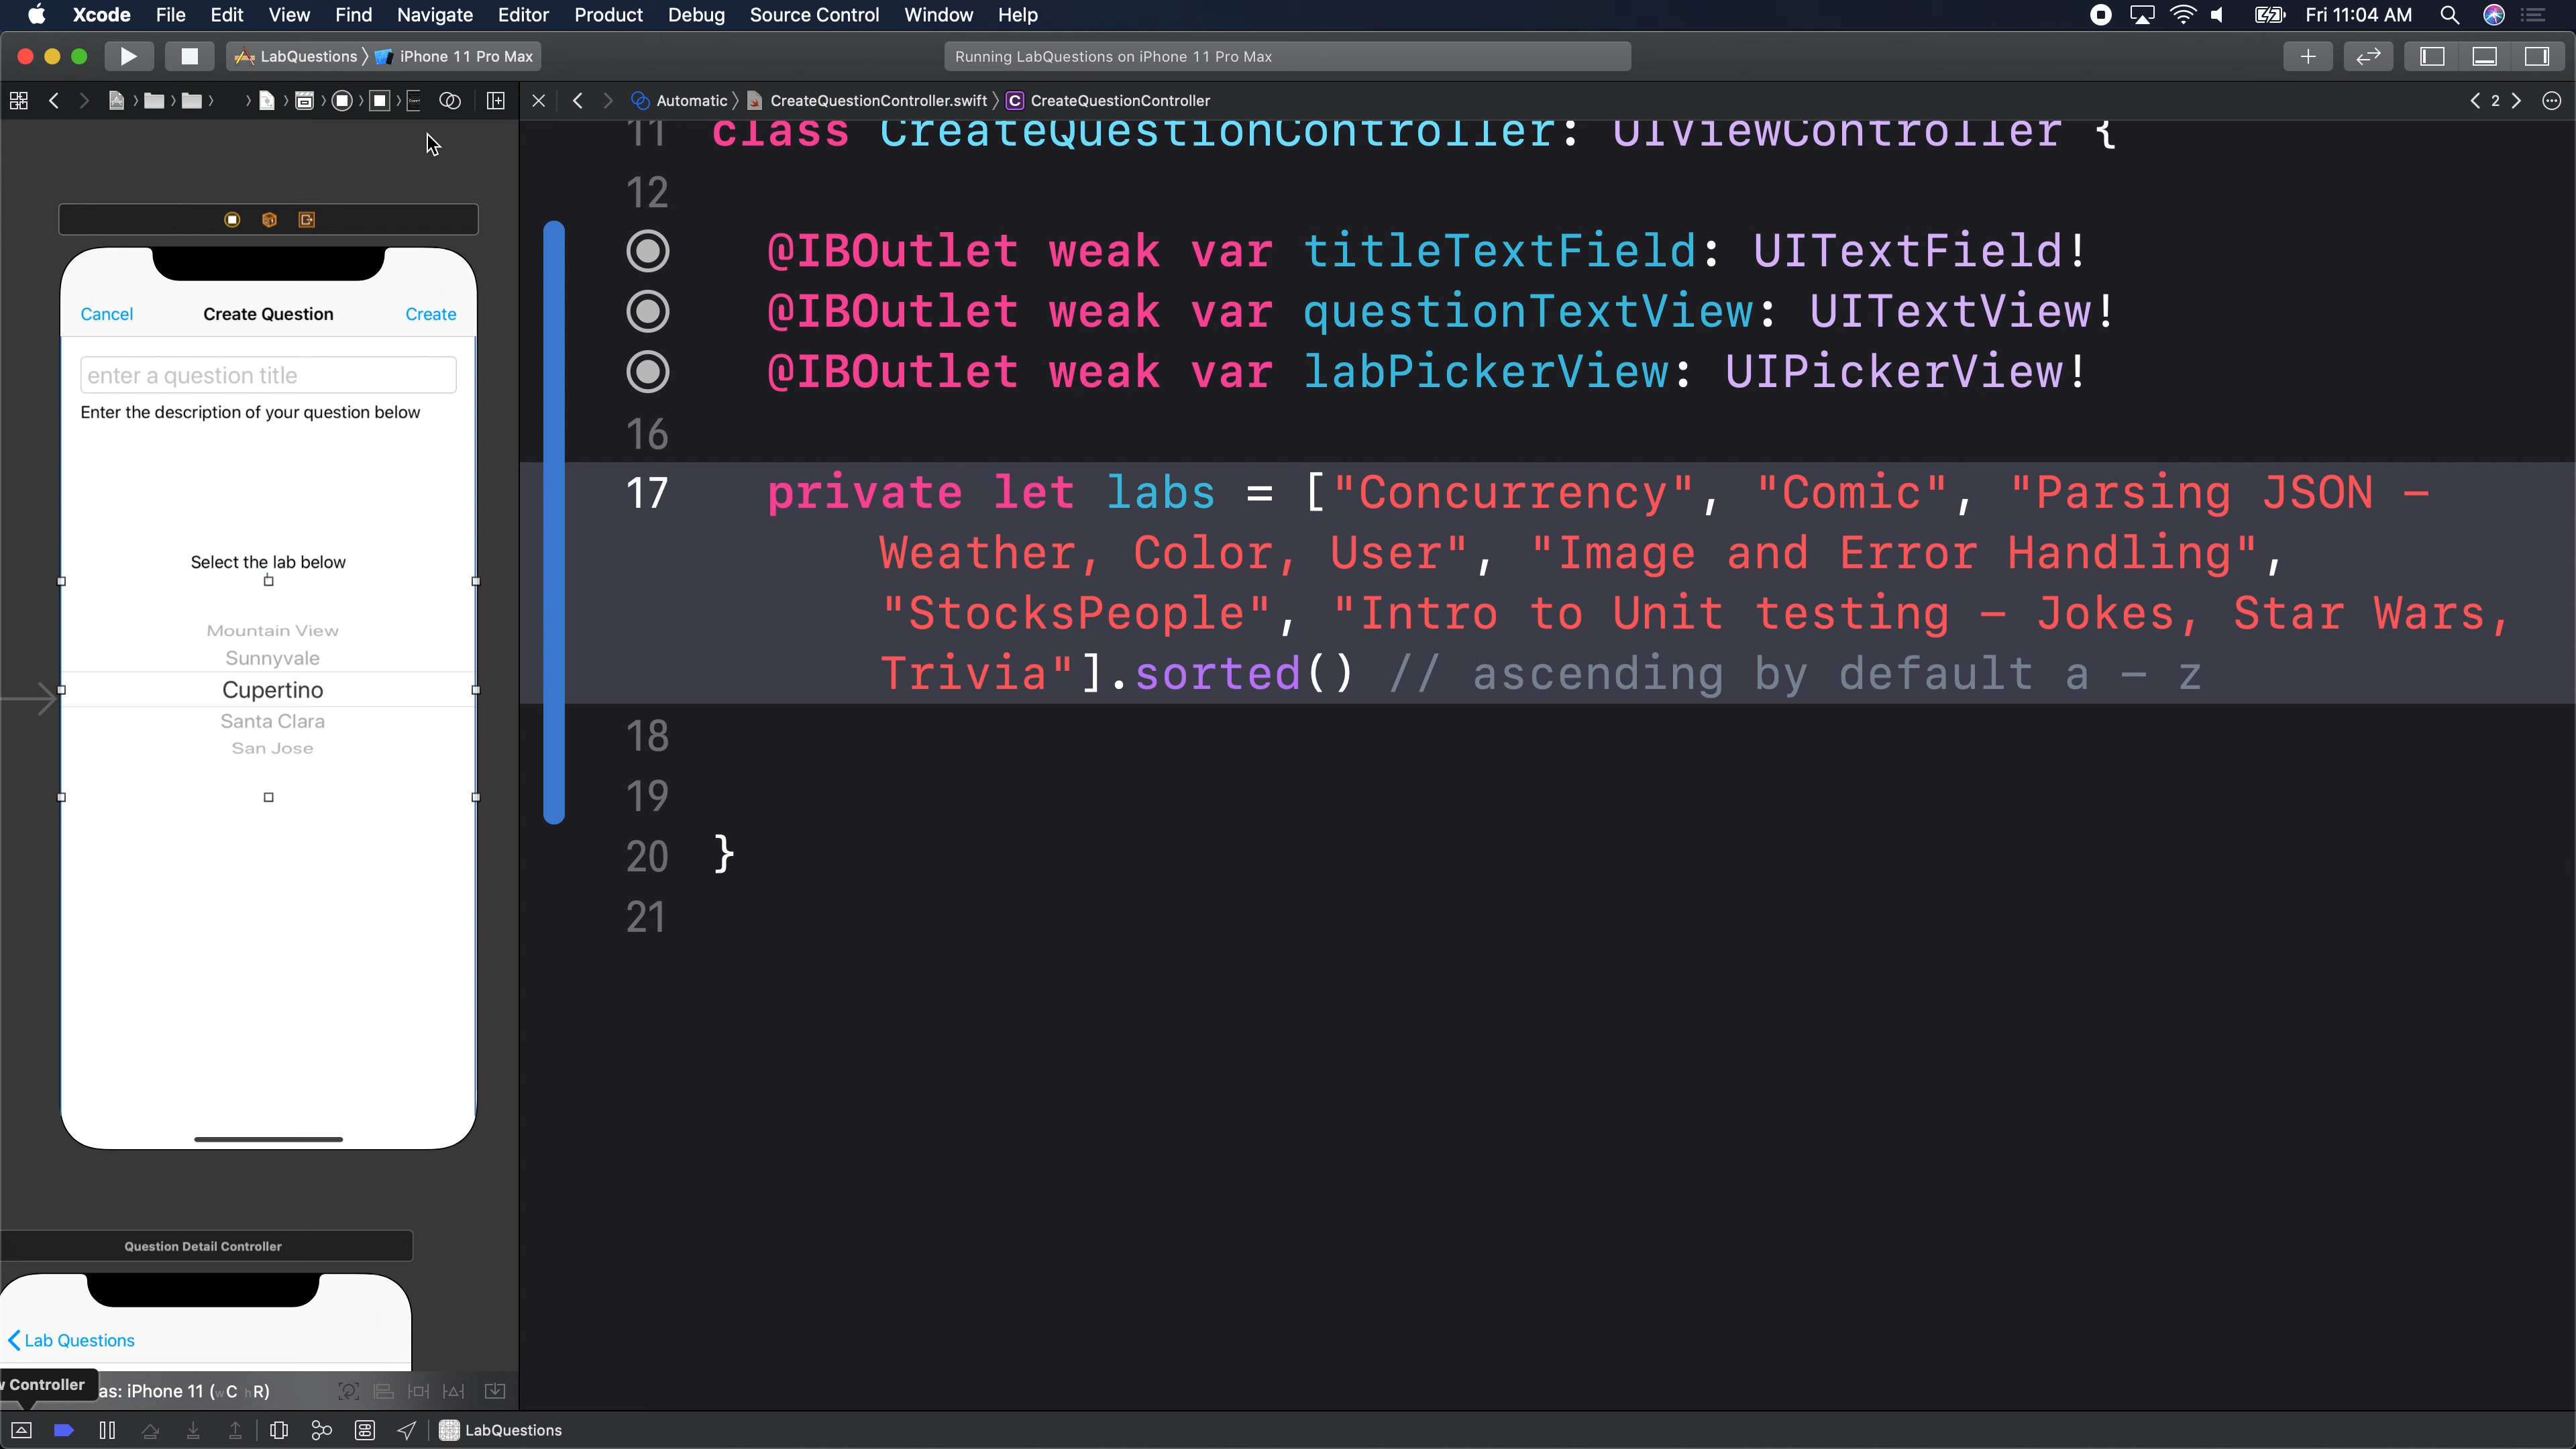 Xcode File Edit View Find Navigate Editor Product Debug Source Control Window Help Fri 11:04 AM
LabQuestions iPhone 11 Pro Max
Running LabQuestions on iPhone 11 Pro Max
Automatic CreateQuestionController.swift C CreateQuestionController 2
11 class CreateQuestionController: UIViewController {
12
@IBOutlet weak var titleTextField: UITextField!
@IBOutlet weak var questionTextView: UITextView!
@IBOutlet weak var labPickerView: UIPickerView!
16
17 private let labs = ["Concurrency", "Comic", "Parsing JSON -
Weather, Color, User", "Image and Error Handling",
"StocksPeople", "Intro to Unit testing - Jokes, Star Wars,
Trivia"].sorted() // ascending by default a - z
18
19
20 }
21
Cancel Create Question Create
enter a question title
Enter the description of your question below
Select the lab below
Mountain View
Sunnyvale
Cupertino
Santa Clara
San Jose
Question Detail Controller
Lab Questions
Controller as: iPhone 11 (wC hR)
LabQuestions